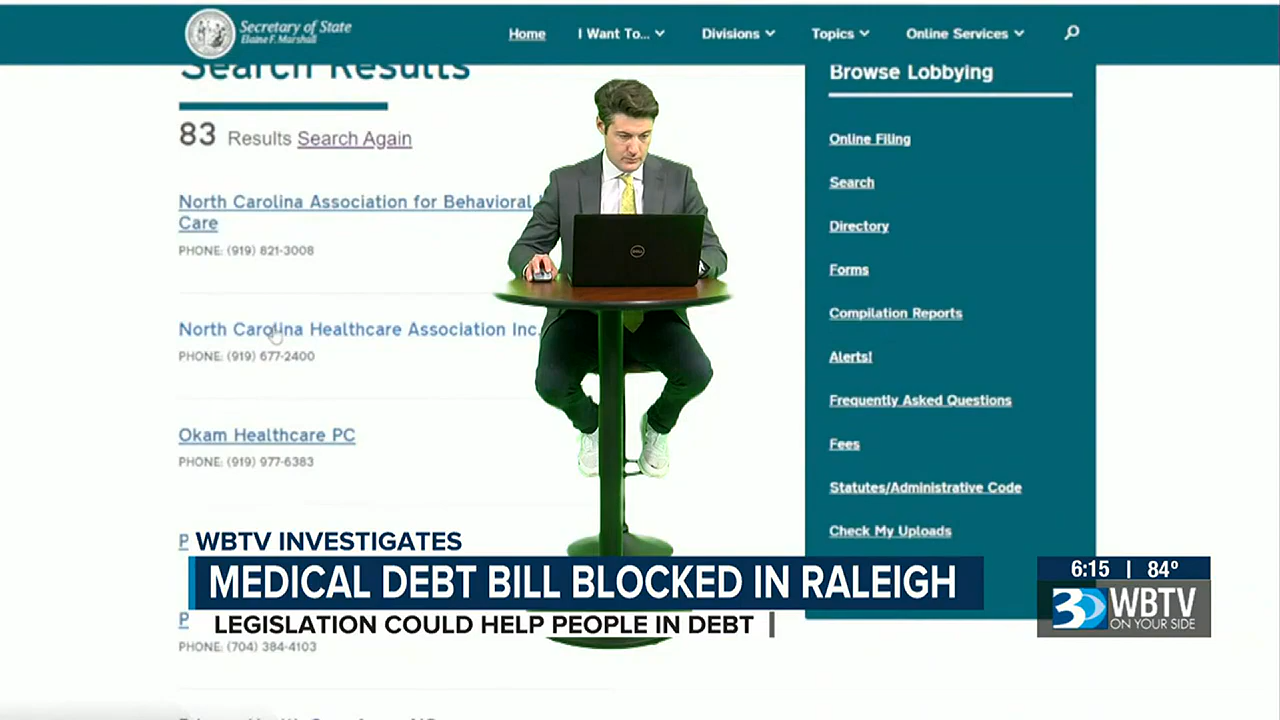 Secretary of State
Elaine F. Marshall
Home
I Want To...
Divisions
Topics
Online Services
Search Results
83 Results Search Again
North Carolina Association for Behavioral
Care
PHONE: (919) 821-3008
North Carolina Healthcare Association Inc.
PHONE: (919) 677-2400
Okam Healthcare PC
PHONE: (919) 977-6383
P
P
PHONE: (704) 384-4103
Browse Lobbying
Online Filing
Search
Directory
Forms
Compilation Reports
Alerts!
Frequently Asked Questions
Fees
Statutes/Administrative Code
Check My Uploads
DELL
WBTV INVESTIGATES
MEDICAL DEBT BILL BLOCKED IN RALEIGH
LEGISLATION COULD HELP PEOPLE IN DEBT
6:15 | 84°
3 WBTV
ON YOUR SIDE